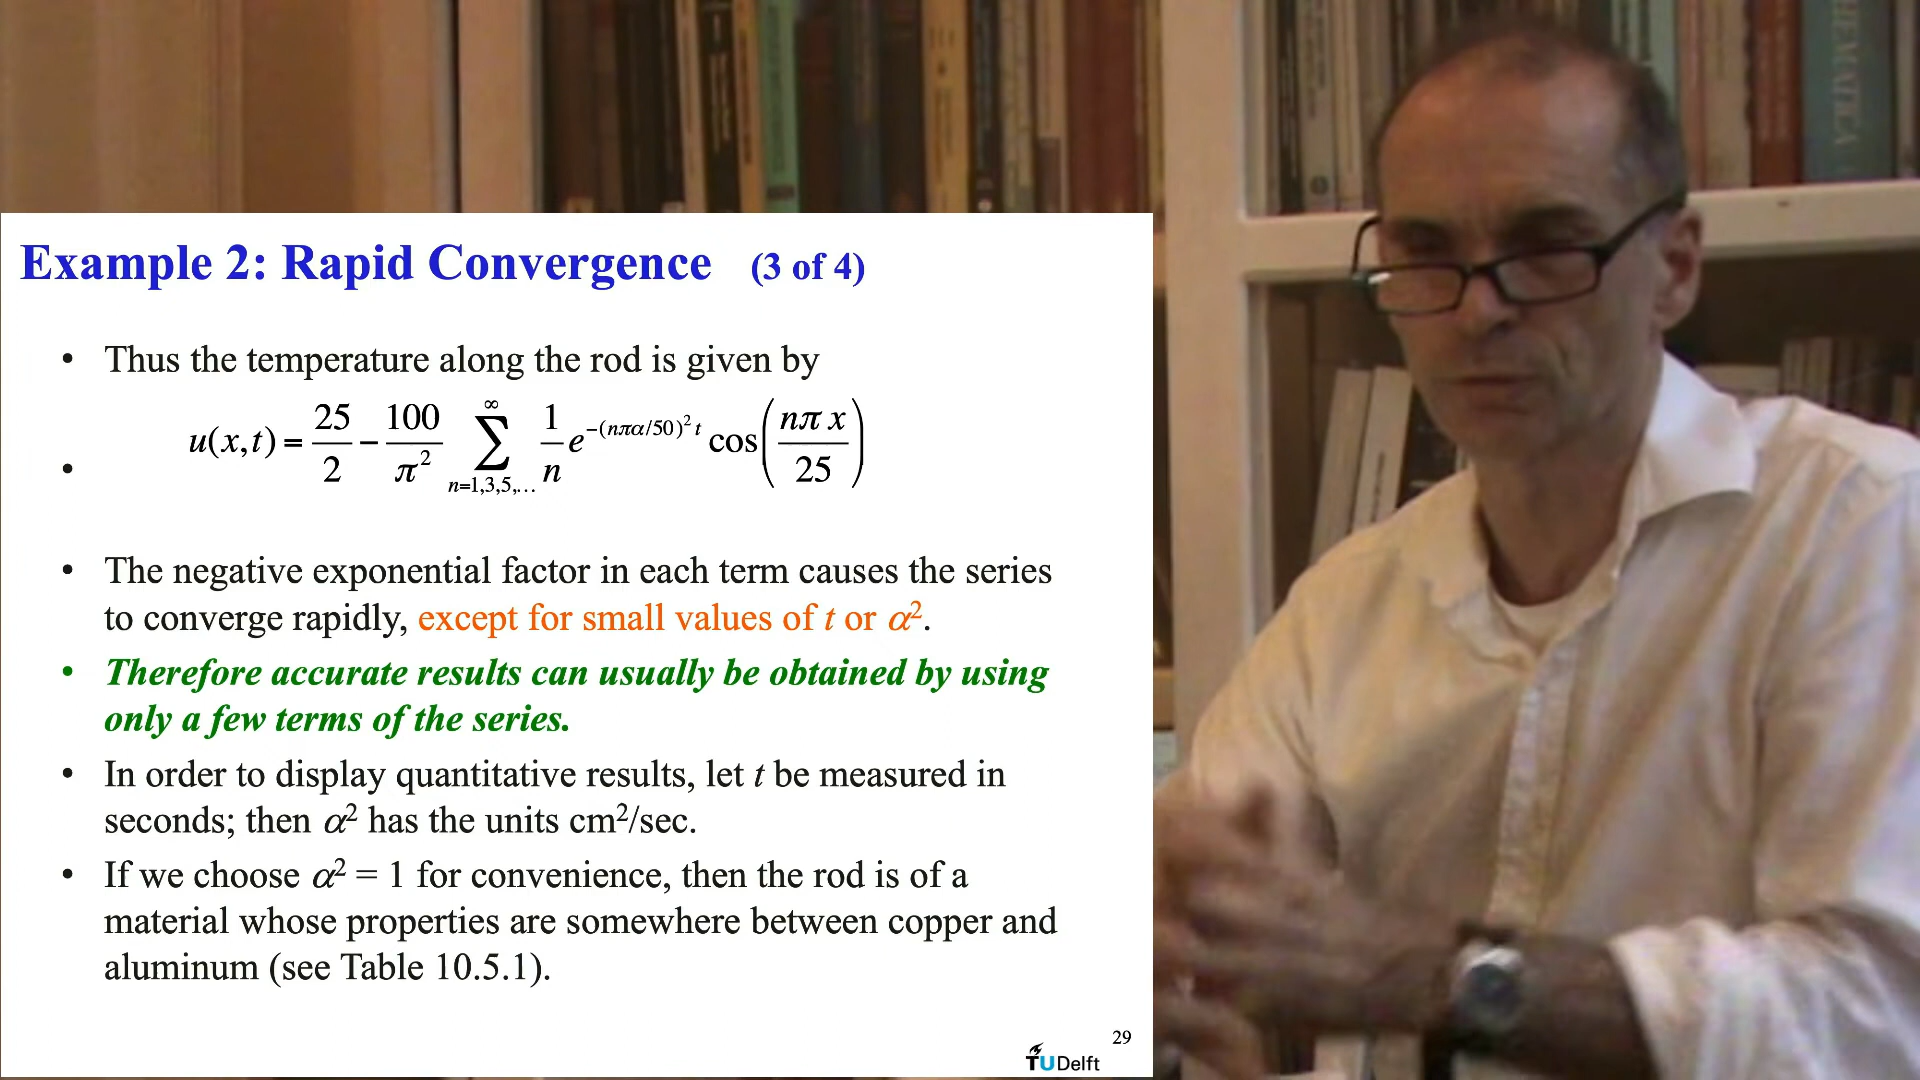 HEMATICA
Example 2: Rapid Convergence (3 of 4)
• Thus the temperature along the rod is given by
• u(x,t) = 25/2 − 100/π² ∑_{n=1,3,5,…}^{∞} 1/n e^{−(nπα/50)² t} cos(nπ x/25)
• The negative exponential factor in each term causes the series
to converge rapidly, except for small values of t or α².
• Therefore accurate results can usually be obtained by using
only a few terms of the series.
• In order to display quantitative results, let t be measured in
seconds; then α² has the units cm²/sec.
• If we choose α² = 1 for convenience, then the rod is of a
material whose properties are somewhere between copper and
aluminum (see Table 10.5.1).
29
TUDelft